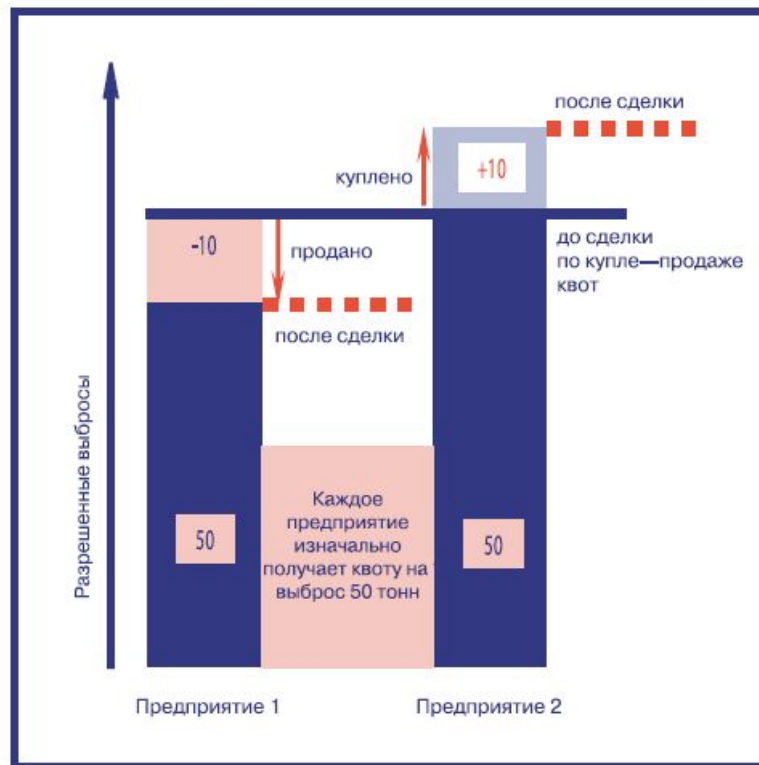 после сделки
+10
куплено
-10
продано
до сделки
по купле—продаже
квот
после сделки
Разрешенные выбросы
50
Каждое
предприятие
изначально
получает квоту на
выброс 50 тонн
50
Предприятие 1
Предприятие 2